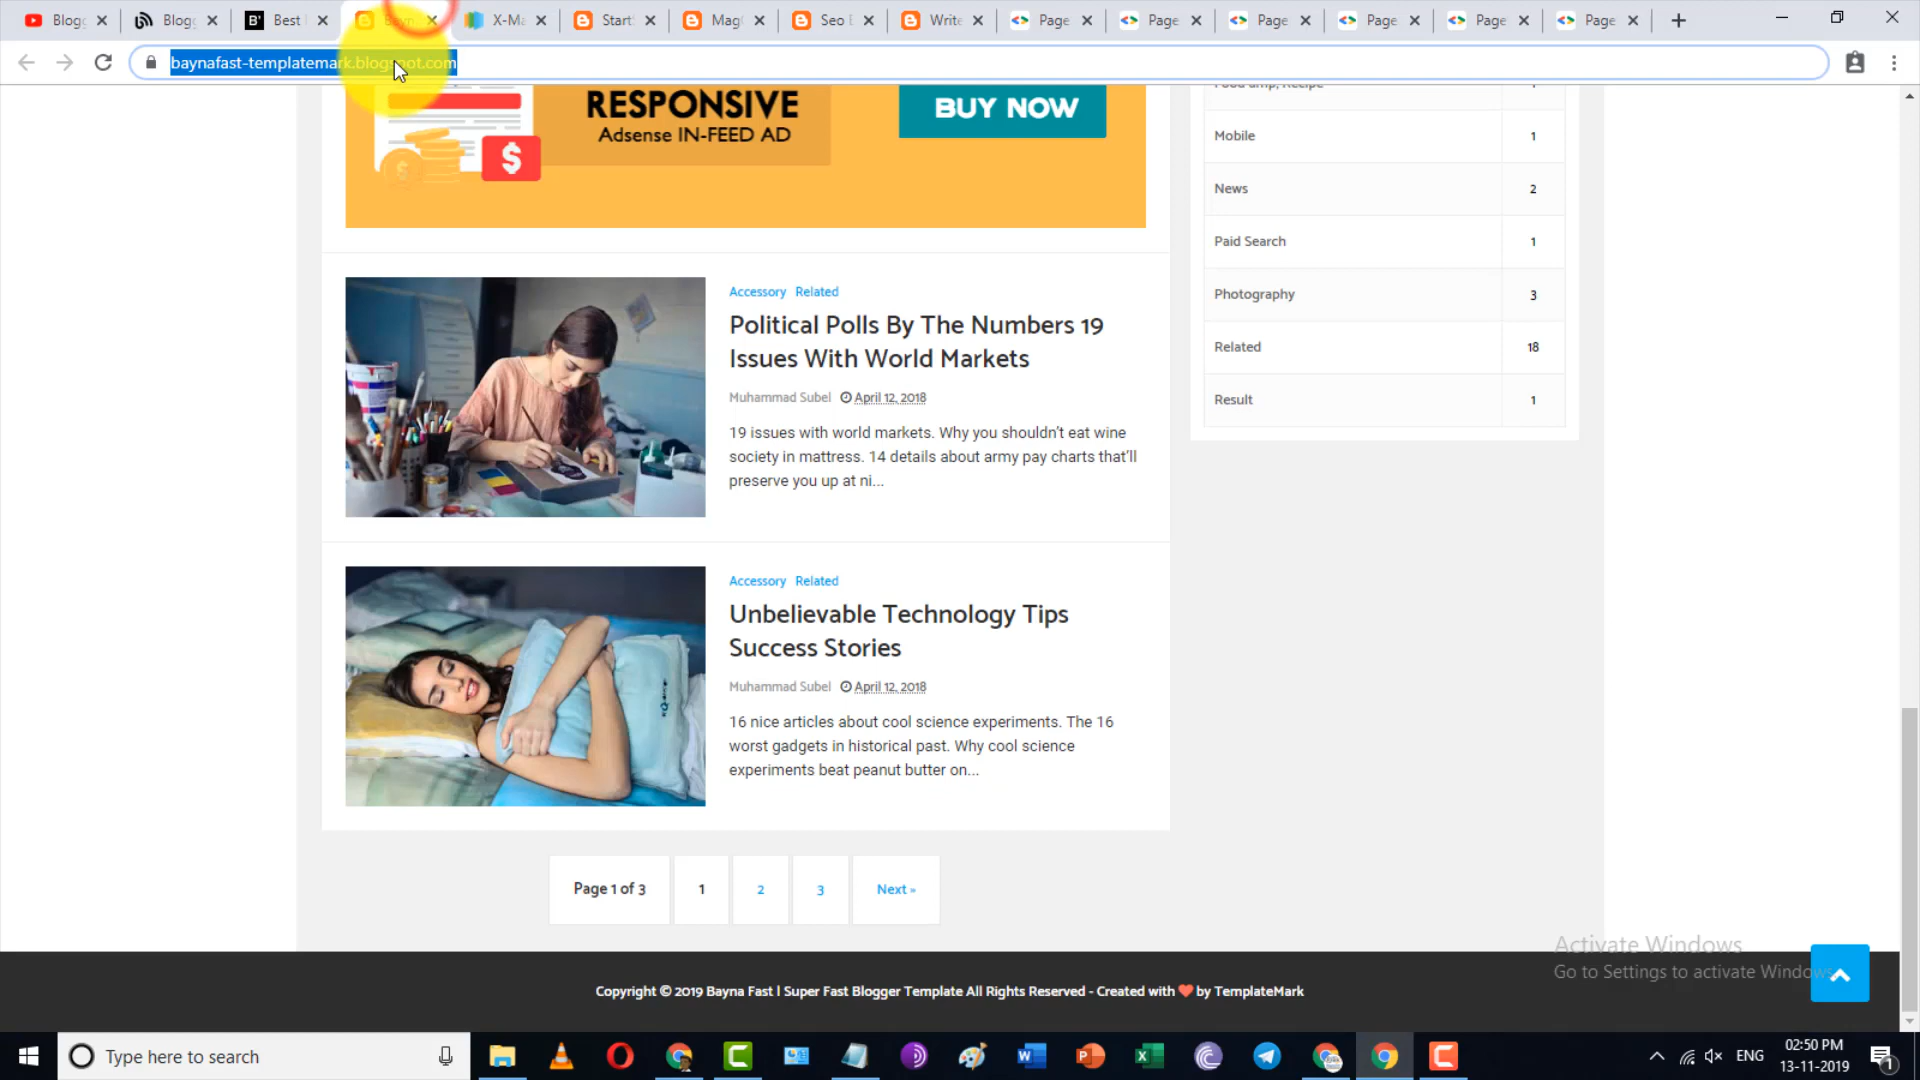 Blogg
Blogg
Best
X-Ma
Start
Mag
Seo
Write
Page
Page
Page
Page
Page
Page
baynafast-templatemark.blogspot.com
RESPONSIVE
Adsense IN-FEED AD
BUY NOW
$
Mobile 1
News 2
Paid Search 1
Photography 3
Related 18
Result 1
Accessory Related
Political Polls By The Numbers 19
Issues With World Markets
Muhammad Subel April 12, 2018
19 issues with world markets. Why you shouldn't eat wine
society in mattress. 14 details about army pay charts that'll
preserve you up at ni...
Accessory Related
Unbelievable Technology Tips
Success Stories
Muhammad Subel April 12, 2018
16 nice articles about cool science experiments. The 16
worst gadgets in historical past. Why cool science
experiments beat peanut butter on...
Page 1 of 3 1 2 3 Next »
Activate Windows
Go to Settings to activate Windows.
Copyright © 2019 Bayna Fast | Super Fast Blogger Template All Rights Reserved - Created with ❤ by TemplateMark
Type here to search
ENG
02:50 PM
13-11-2019